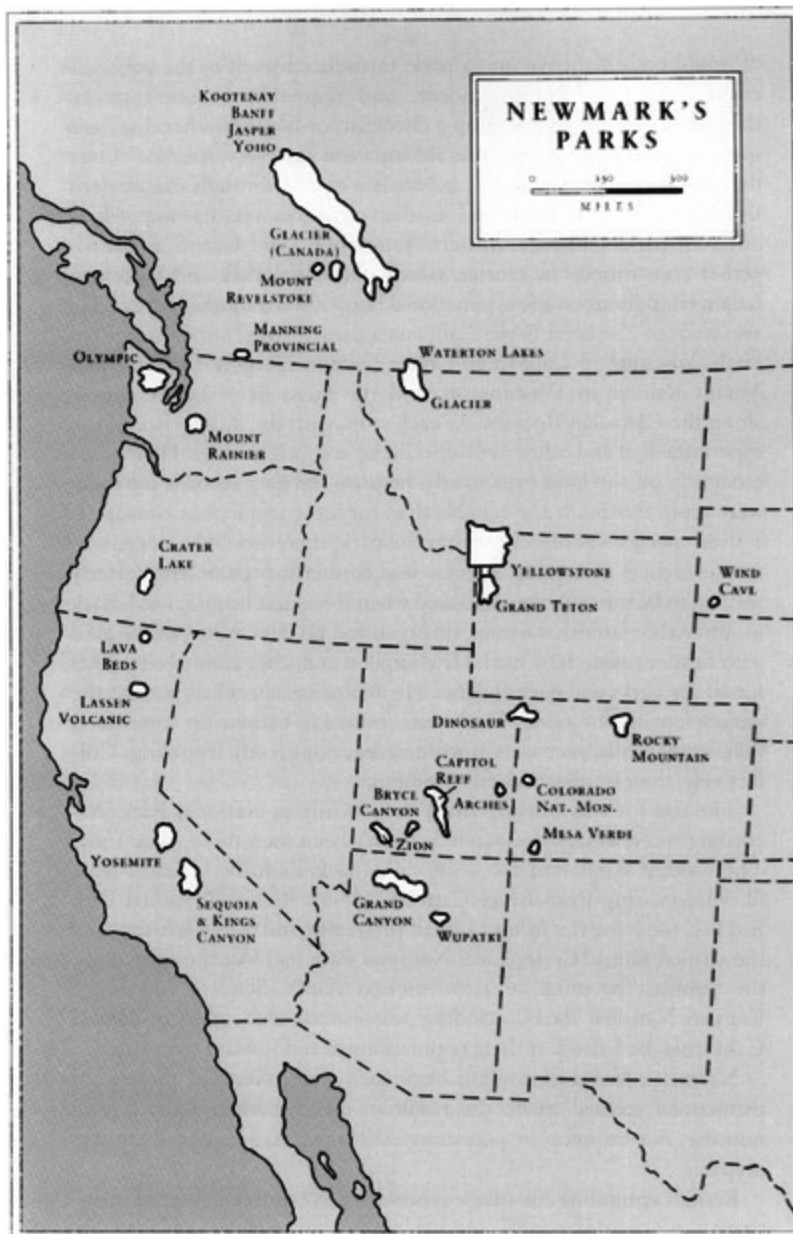 NEWMARK'S
PARKS
0 150 300
MILES
KOOTENAY
BANFF
JASPER
YOHO
GLACIER
(CANADA)
MOUNT
REVELSTOKE
MANNING
PROVINCIAL
OLYMPIC
WATERTON LAKES
GLACIER
MOUNT
RAINIER
CRATER
LAKE
YELLOWSTONE
GRAND TETON
WIND
CAVE
LAVA
BEDS
LASSEN
VOLCANIC
DINOSAUR
ROCKY
MOUNTAIN
CAPITOL
REEF
ARCHES
COLORADO
NAT. MON.
BRYCE
CANYON
ZION
MESA VERDE
YOSEMITE
SEQUOIA
& KINGS
CANYON
GRAND
CANYON
WUPATKI